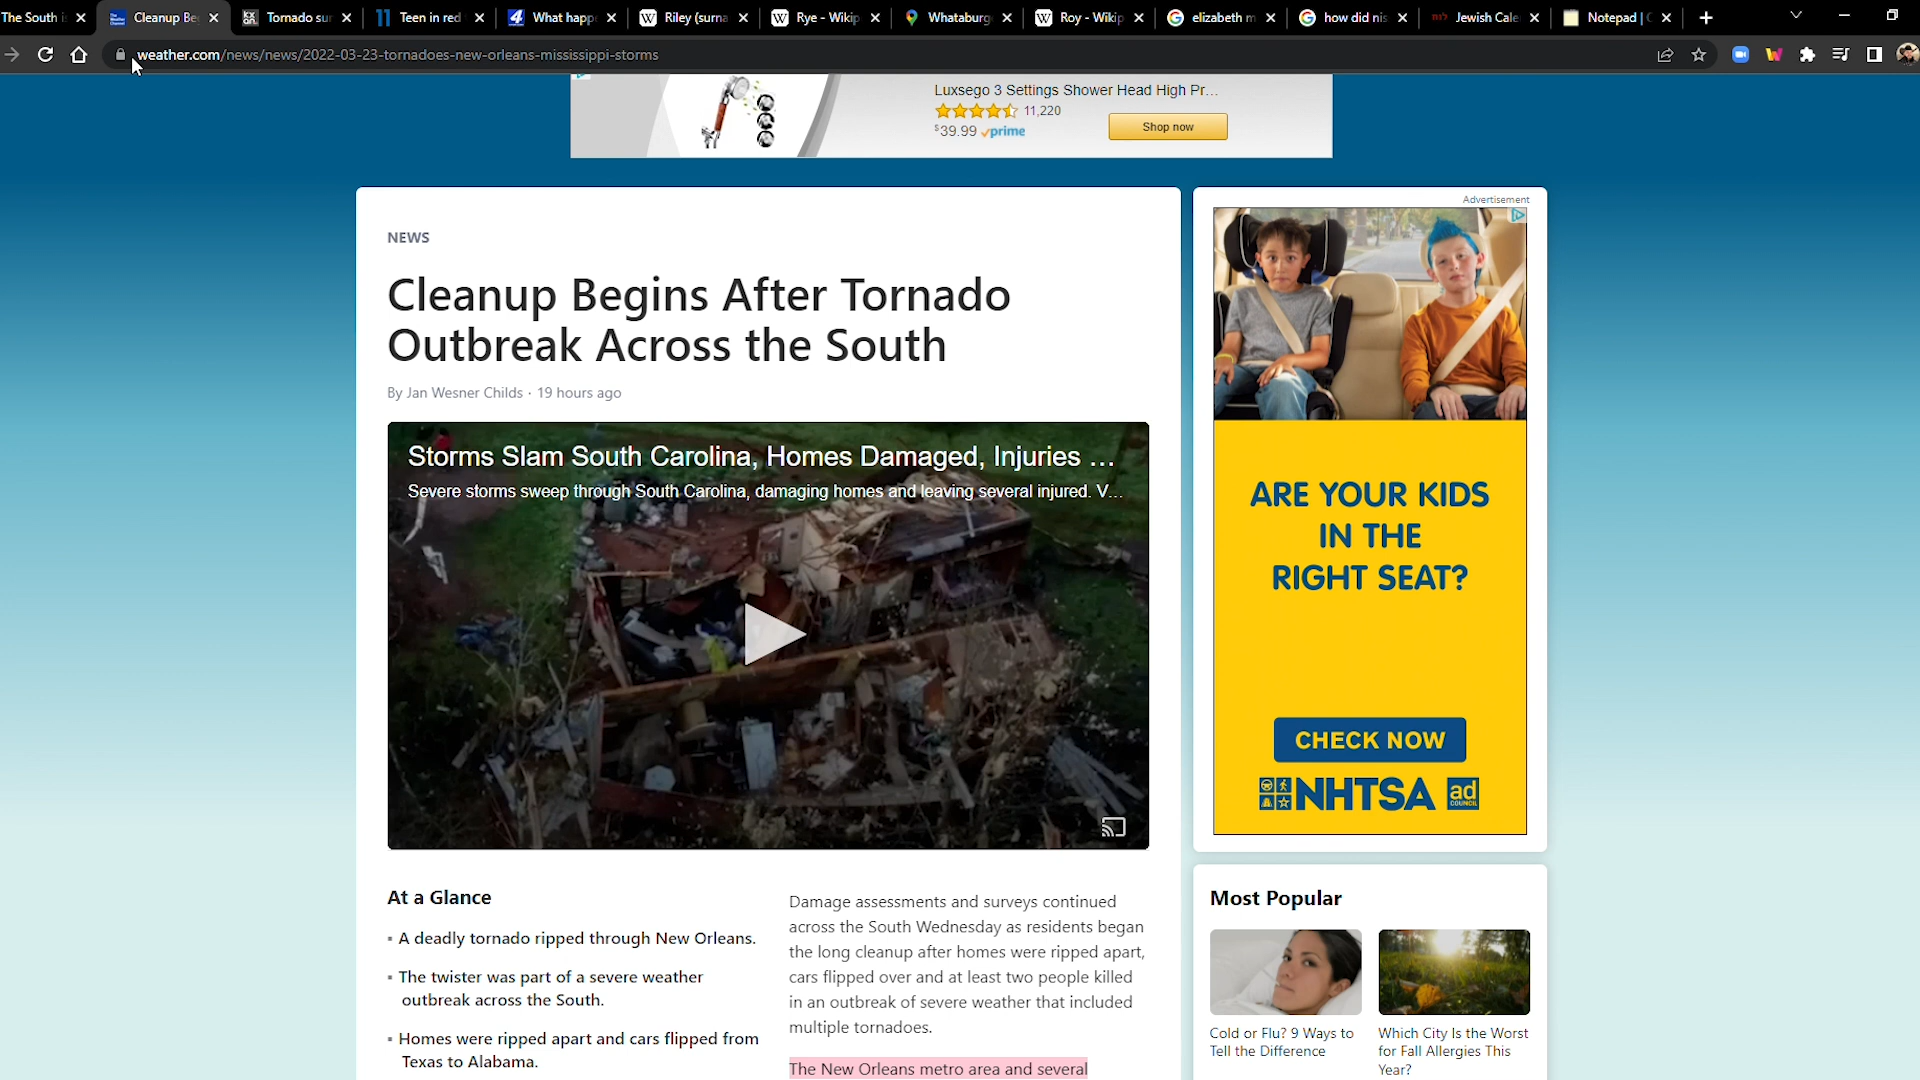 The South i
Cleanup Be
Tornado sur
Teen in red
What happ
Riley (surna
Rye - Wikip
Whataburg
Roy - Wikip
elizabeth m
how did nis
Jewish Cale
Notepad |
weather.com/news/news/2022-03-23-tornadoes-new-orleans-mississippi-storms
Luxsego 3 Settings Shower Head High Pr...
11,220
$39.99 prime
Shop now
NEWS
Cleanup Begins After Tornado
Outbreak Across the South
By Jan Wesner Childs · 19 hours ago
Storms Slam South Carolina, Homes Damaged, Injuries ...
Severe storms sweep through South Carolina, damaging homes and leaving several injured. V...
At a Glance
A deadly tornado ripped through New Orleans.
The twister was part of a severe weather
outbreak across the South.
Homes were ripped apart and cars flipped from
Texas to Alabama.
Damage assessments and surveys continued
across the South Wednesday as residents began
the long cleanup after homes were ripped apart,
cars flipped over and at least two people killed
in an outbreak of severe weather that included
multiple tornadoes.
The New Orleans metro area and several
Advertisement
ARE YOUR KIDS
IN THE
RIGHT SEAT?
CHECK NOW
NHTSA
ad
COUNCIL
Most Popular
Cold or Flu? 9 Ways to
Tell the Difference
Which City Is the Worst
for Fall Allergies This
Year?